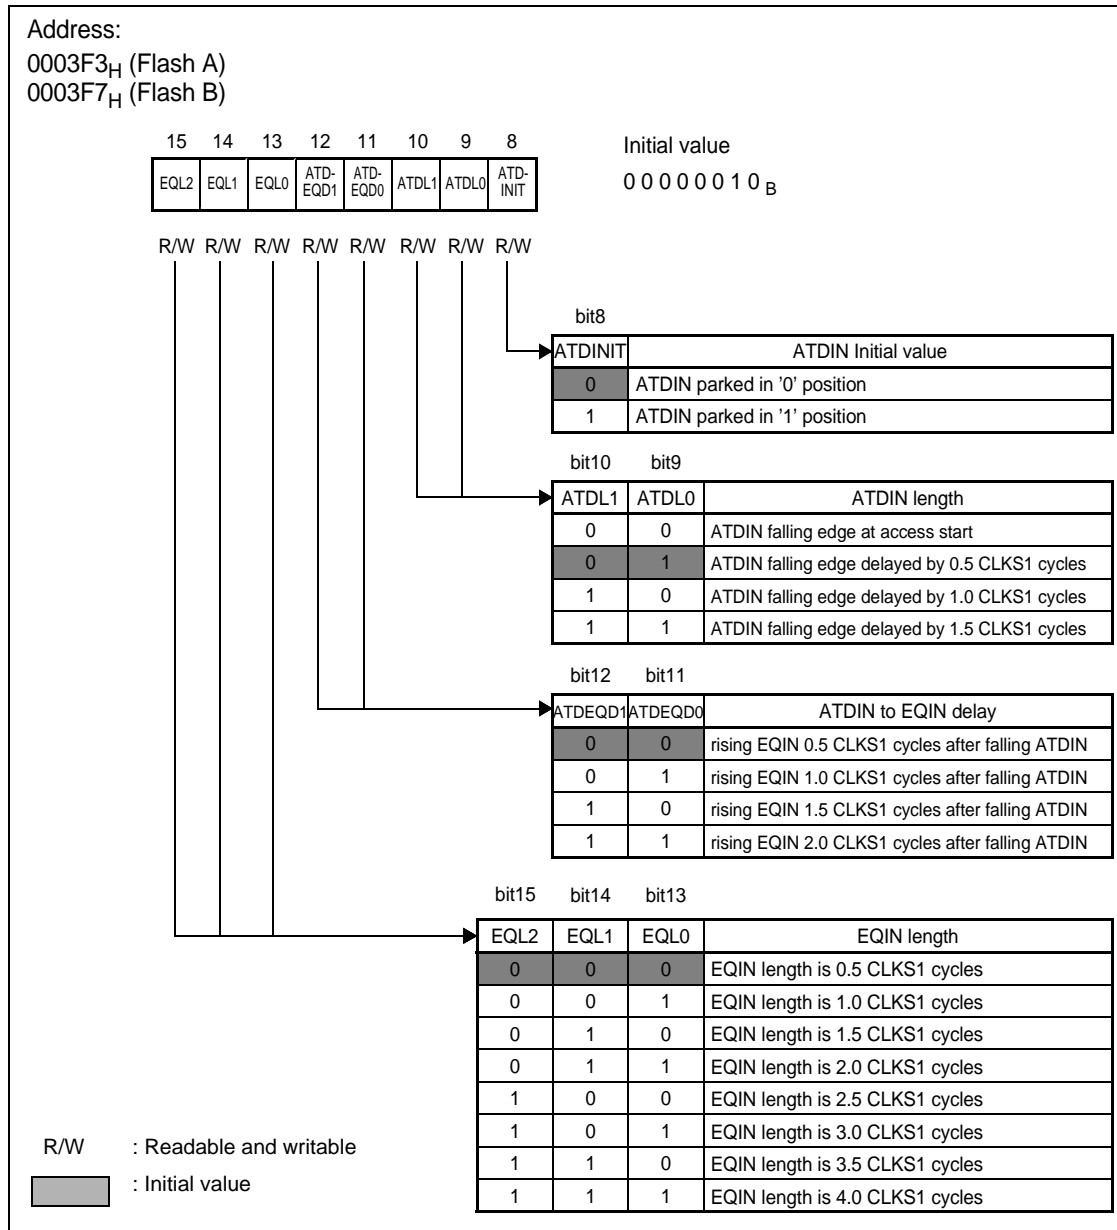 Address:
0003F3H (Flash A)
0003F7H (Flash B)
15 14 13 12 11 10 9 8
Initial value
EQL2 EQL1 EQL0 ATD-EQD1 ATD-EQD0 ATDL1 ATDL0 ATD-INIT
0 0 0 0 0 0 1 0 B
R/W R/W R/W R/W R/W R/W R/W R/W
bit8
ATDINIT ATDIN Initial value
0 ATDIN parked in '0' position
1 ATDIN parked in '1' position
bit10 bit9
ATDL1 ATDL0 ATDIN length
0 0 ATDIN falling edge at access start
0 1 ATDIN falling edge delayed by 0.5 CLKS1 cycles
1 0 ATDIN falling edge delayed by 1.0 CLKS1 cycles
1 1 ATDIN falling edge delayed by 1.5 CLKS1 cycles
bit12 bit11
ATDEQD1 ATDEQD0 ATDIN to EQIN delay
0 0 rising EQIN 0.5 CLKS1 cycles after falling ATDIN
0 1 rising EQIN 1.0 CLKS1 cycles after falling ATDIN
1 0 rising EQIN 1.5 CLKS1 cycles after falling ATDIN
1 1 rising EQIN 2.0 CLKS1 cycles after falling ATDIN
bit15 bit14 bit13
EQL2 EQL1 EQL0 EQIN length
0 0 0 EQIN length is 0.5 CLKS1 cycles
0 0 1 EQIN length is 1.0 CLKS1 cycles
0 1 0 EQIN length is 1.5 CLKS1 cycles
0 1 1 EQIN length is 2.0 CLKS1 cycles
1 0 0 EQIN length is 2.5 CLKS1 cycles
1 0 1 EQIN length is 3.0 CLKS1 cycles
1 1 0 EQIN length is 3.5 CLKS1 cycles
1 1 1 EQIN length is 4.0 CLKS1 cycles
R/W : Readable and writable
: Initial value